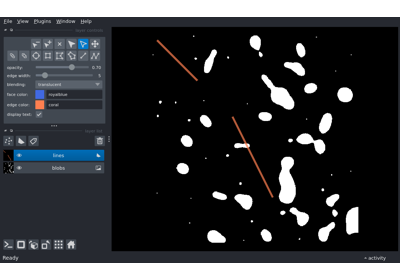 File View Plugins Window Help
opacity: 0.70
edge width: 5
blending: translucent
face color: royalblue
edge color: coral
display text: ✓
lines
blobs
Ready
activity